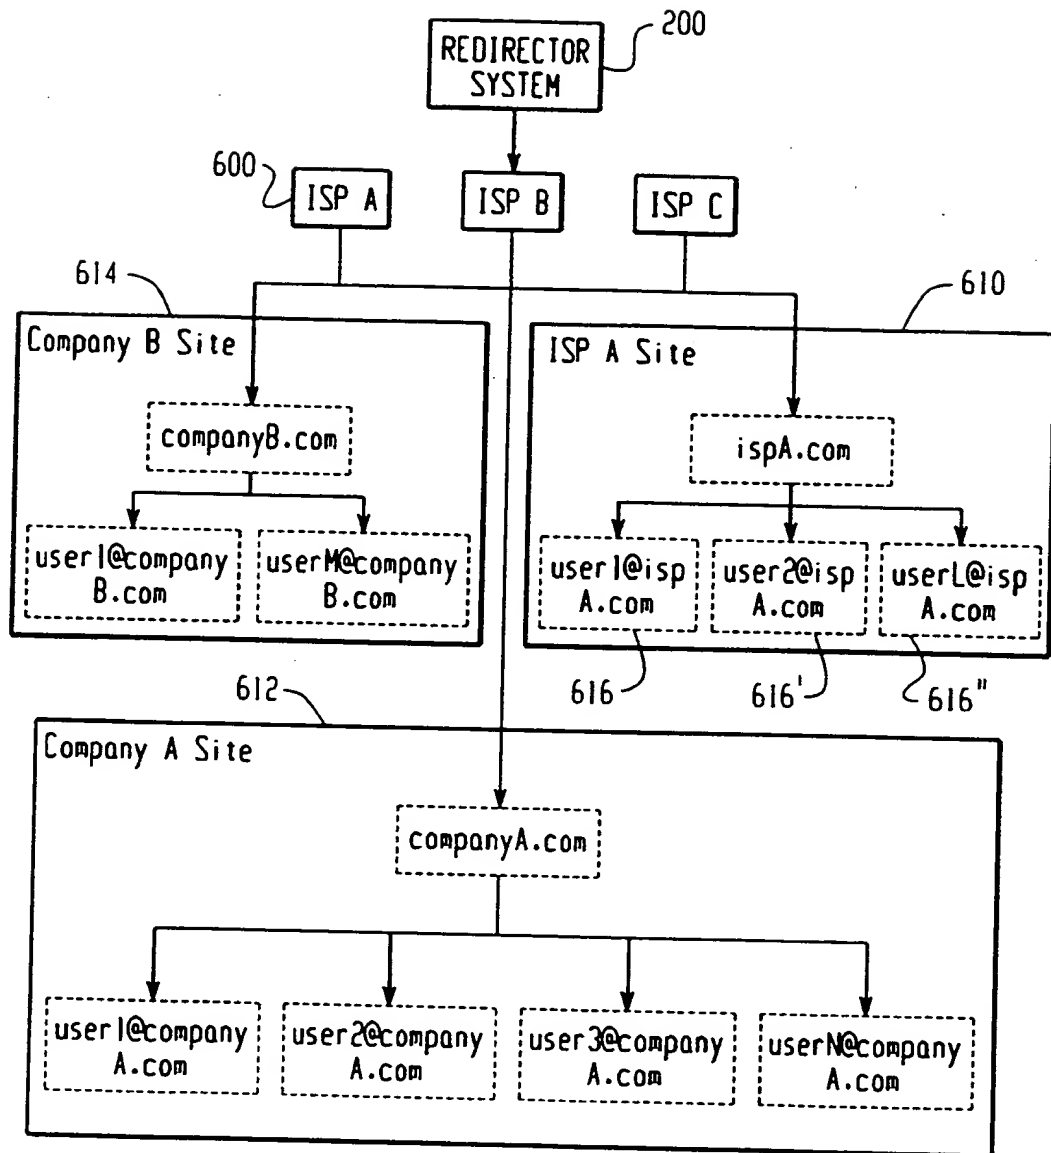 200
REDIRECTOR
SYSTEM
600
ISP A
ISP B
ISP C
614
610
Company B Site
ISP A Site
companyB.com
ispA.com
user1@company
B.com
userM@company
B.com
user1@isp
A.com
user2@isp
A.com
userL@isp
A.com
616
616'
616"
612
Company A Site
companyA.com
user1@company
A.com
user2@company
A.com
user3@company
A.com
userN@company
A.com